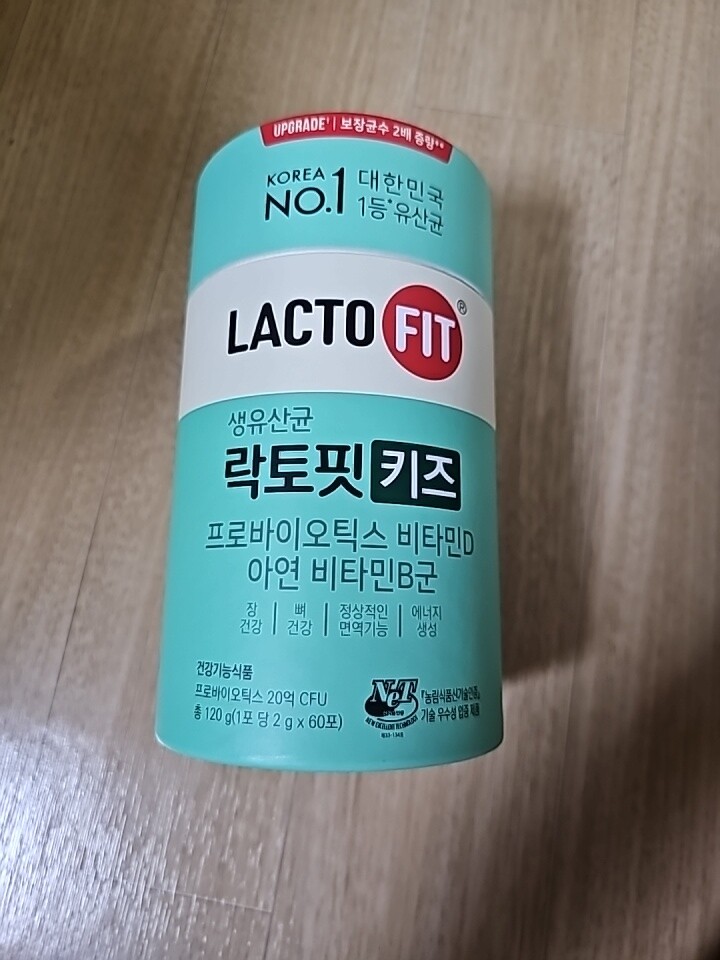 UPGRADE' | 보장균수 2배 증량**
KOREA
NO.1
대한민국
1등*유산균
LACTO FIT®
생유산균
락토핏 키즈
프로바이오틱스 비타민D
아연 비타민B군
장 건강 | 뼈 건강 | 정상적인 면역기능 | 에너지 생성
건강기능식품
프로바이오틱스 20억 CFU
총 120 g(1포 당 2 g x 60포)
NeT
NEW EXCELLENT TECHNOLOGY
『농림식품신기술인증』
기술 우수성 입증 제품